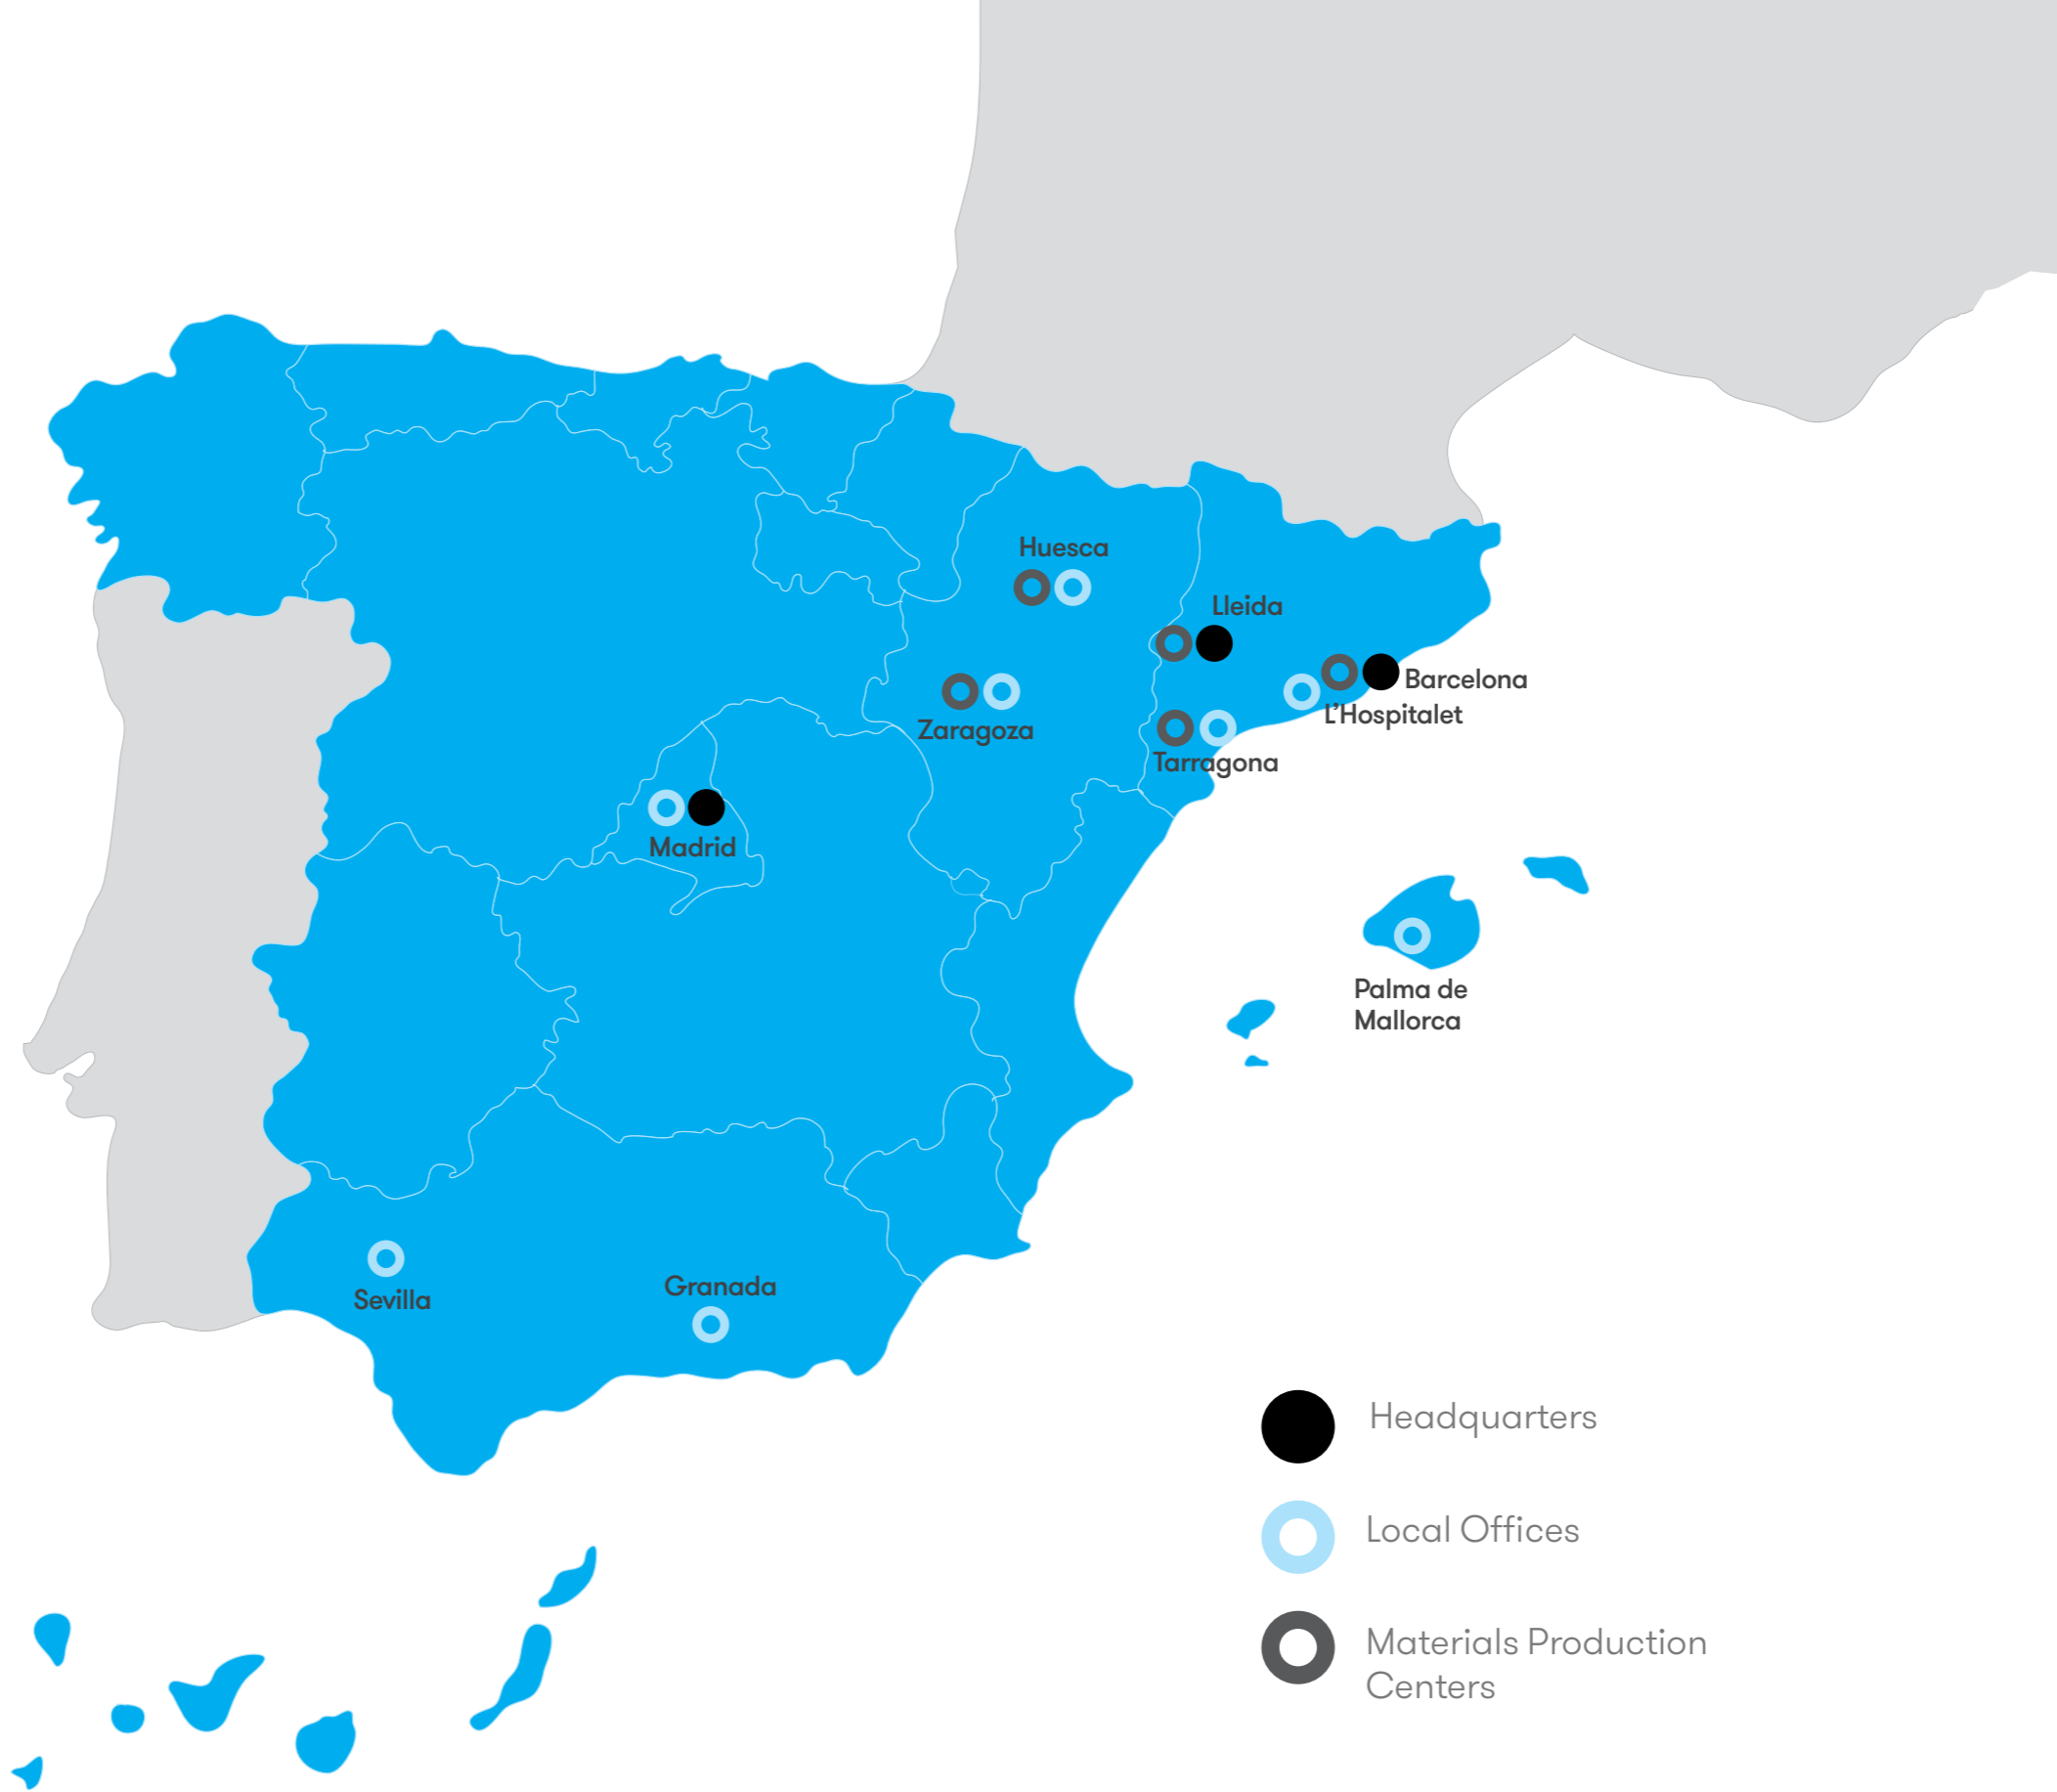 Huesca
Lleida
Barcelona
L'Hospitalet
Zaragoza
Tarragona
Madrid
Palma de
Mallorca
Sevilla
Granada
Headquarters
Local Offices
Materials Production
Centers